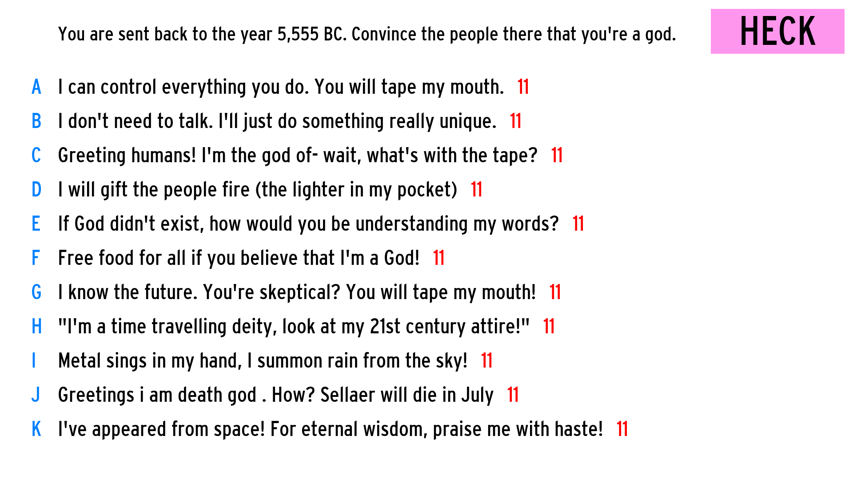 You are sent back to the year 5,555 BC. Convince the people there that you're a god.
HECK
A I can control everything you do. You will tape my mouth. 11
B I don't need to talk. I'll just do something really unique. 11
C Greeting humans! I'm the god of- wait, what's with the tape? 11
D I will gift the people fire (the lighter in my pocket) 11
E If God didn't exist, how would you be understanding my words? 11
F Free food for all if you believe that I'm a God! 11
G I know the future. You're skeptical? You will tape my mouth! 11
H "I'm a time travelling deity, look at my 21st century attire!" 11
I Metal sings in my hand, I summon rain from the sky! 11
J Greetings i am death god . How? Sellaer will die in July 11
K I've appeared from space! For eternal wisdom, praise me with haste! 11